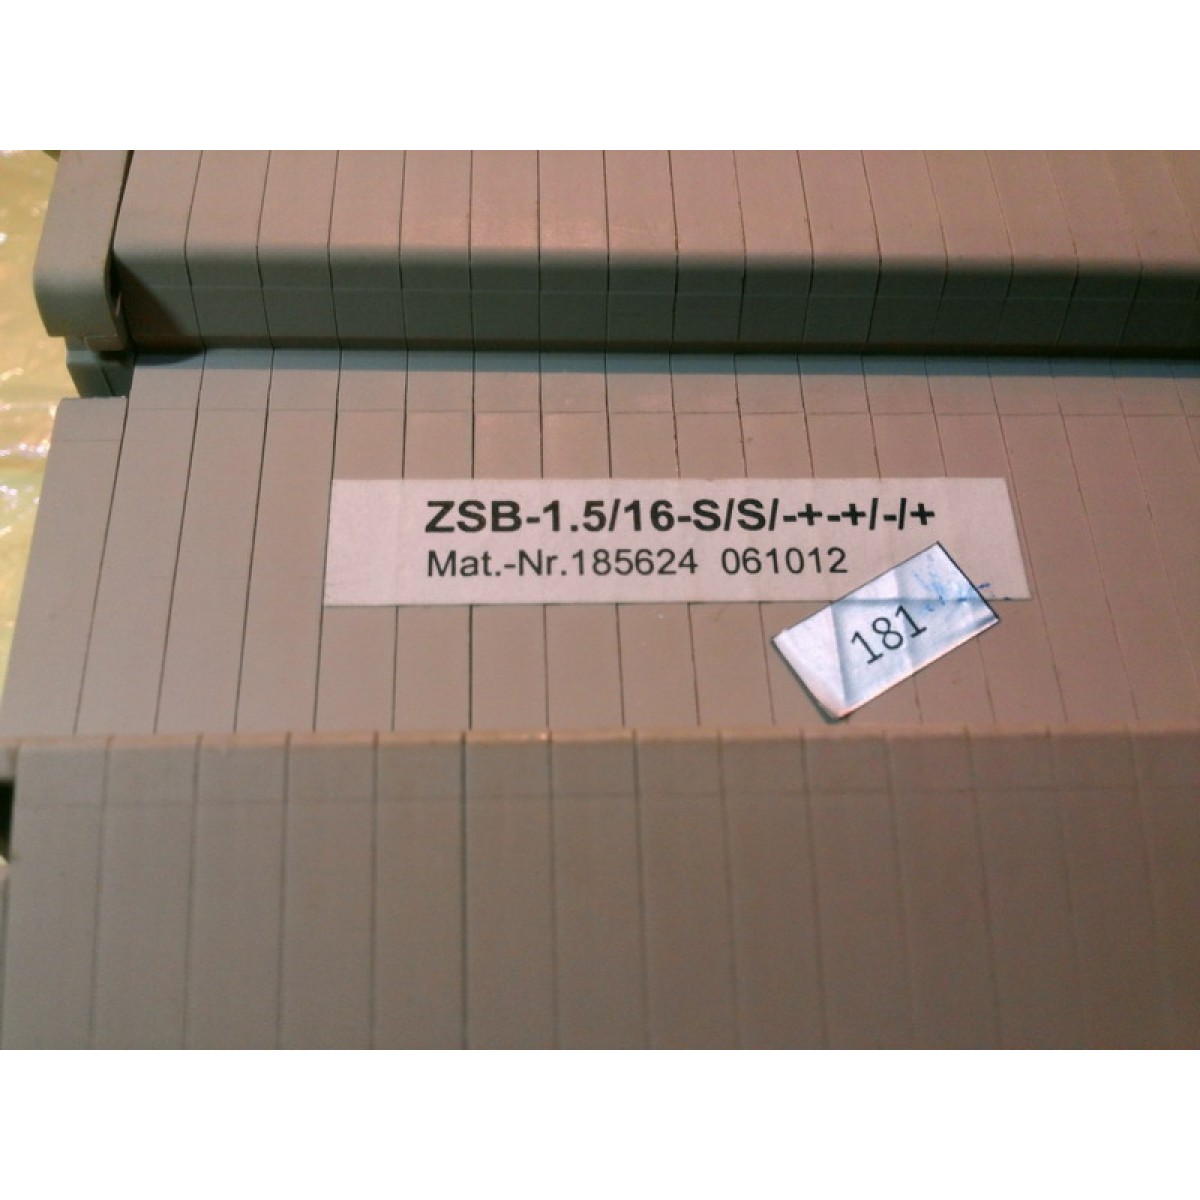 ZSB-1.5/16-S/S/-+-+/-/+
Mat.-Nr.185624 061012
181